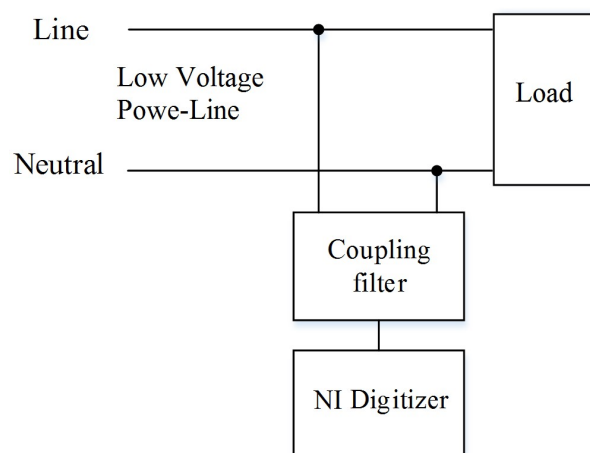 Line
Low Voltage
Powe-Line
Load
Neutral
Coupling
filter
NI Digitizer